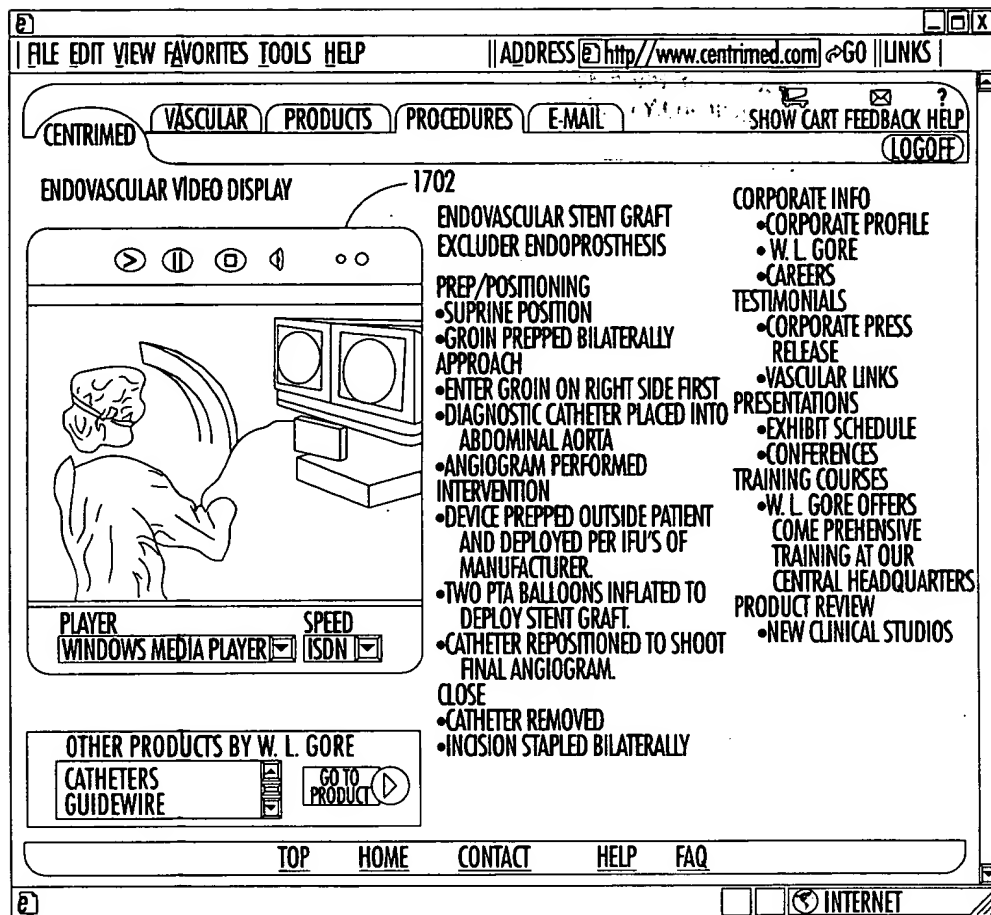 FILE EDIT VIEW FAVORITES TOOLS HELP
ADDRESS http//www.centrimed.com GO LINKS
CENTRIMED
VASCULAR
PRODUCTS
PROCEDURES
E-MAIL
?
SHOW CART FEEDBACK HELP
LOGOFF
ENDOVASCULAR VIDEO DISPLAY
1702
PLAYER
WINDOWS MEDIA PLAYER
SPEED
ISDN
OTHER PRODUCTS BY W. L. GORE
CATHETERS
GUIDEWIRE
GO TO
PRODUCT
ENDOVASCULAR STENT GRAFT
EXCLUDER ENDOPROSTHESIS
PREP/POSITIONING
•SUPRINE POSITION
•GROIN PREPPED BILATERALLY
APPROACH
•ENTER GROIN ON RIGHT SIDE FIRST
•DIAGNOSTIC CATHETER PLACED INTO
ABDOMINAL AORTA
•ANGIOGRAM PERFORMED
INTERVENTION
•DEVICE PREPPED OUTSIDE PATIENT
AND DEPLOYED PER IFU'S OF
MANUFACTURER.
•TWO PTA BALLOONS INFLATED TO
DEPLOY STENT GRAFT.
•CATHETER REPOSITIONED TO SHOOT
FINAL ANGIOGRAM.
CLOSE
•CATHETER REMOVED
•INCISION STAPLED BILATERALLY
CORPORATE INFO
•CORPORATE PROFILE
•W. L. GORE
•CAREERS
TESTIMONIALS
•CORPORATE PRESS
RELEASE
•VASCULAR LINKS
PRESENTATIONS
•EXHIBIT SCHEDULE
•CONFERENCES
TRAINING COURSES
•W. L. GORE OFFERS
COME PREHENSIVE
TRAINING AT OUR
CENTRAL HEADQUARTERS
PRODUCT REVIEW
•NEW CLINICAL STUDIOS
TOP HOME CONTACT HELP FAQ
INTERNET